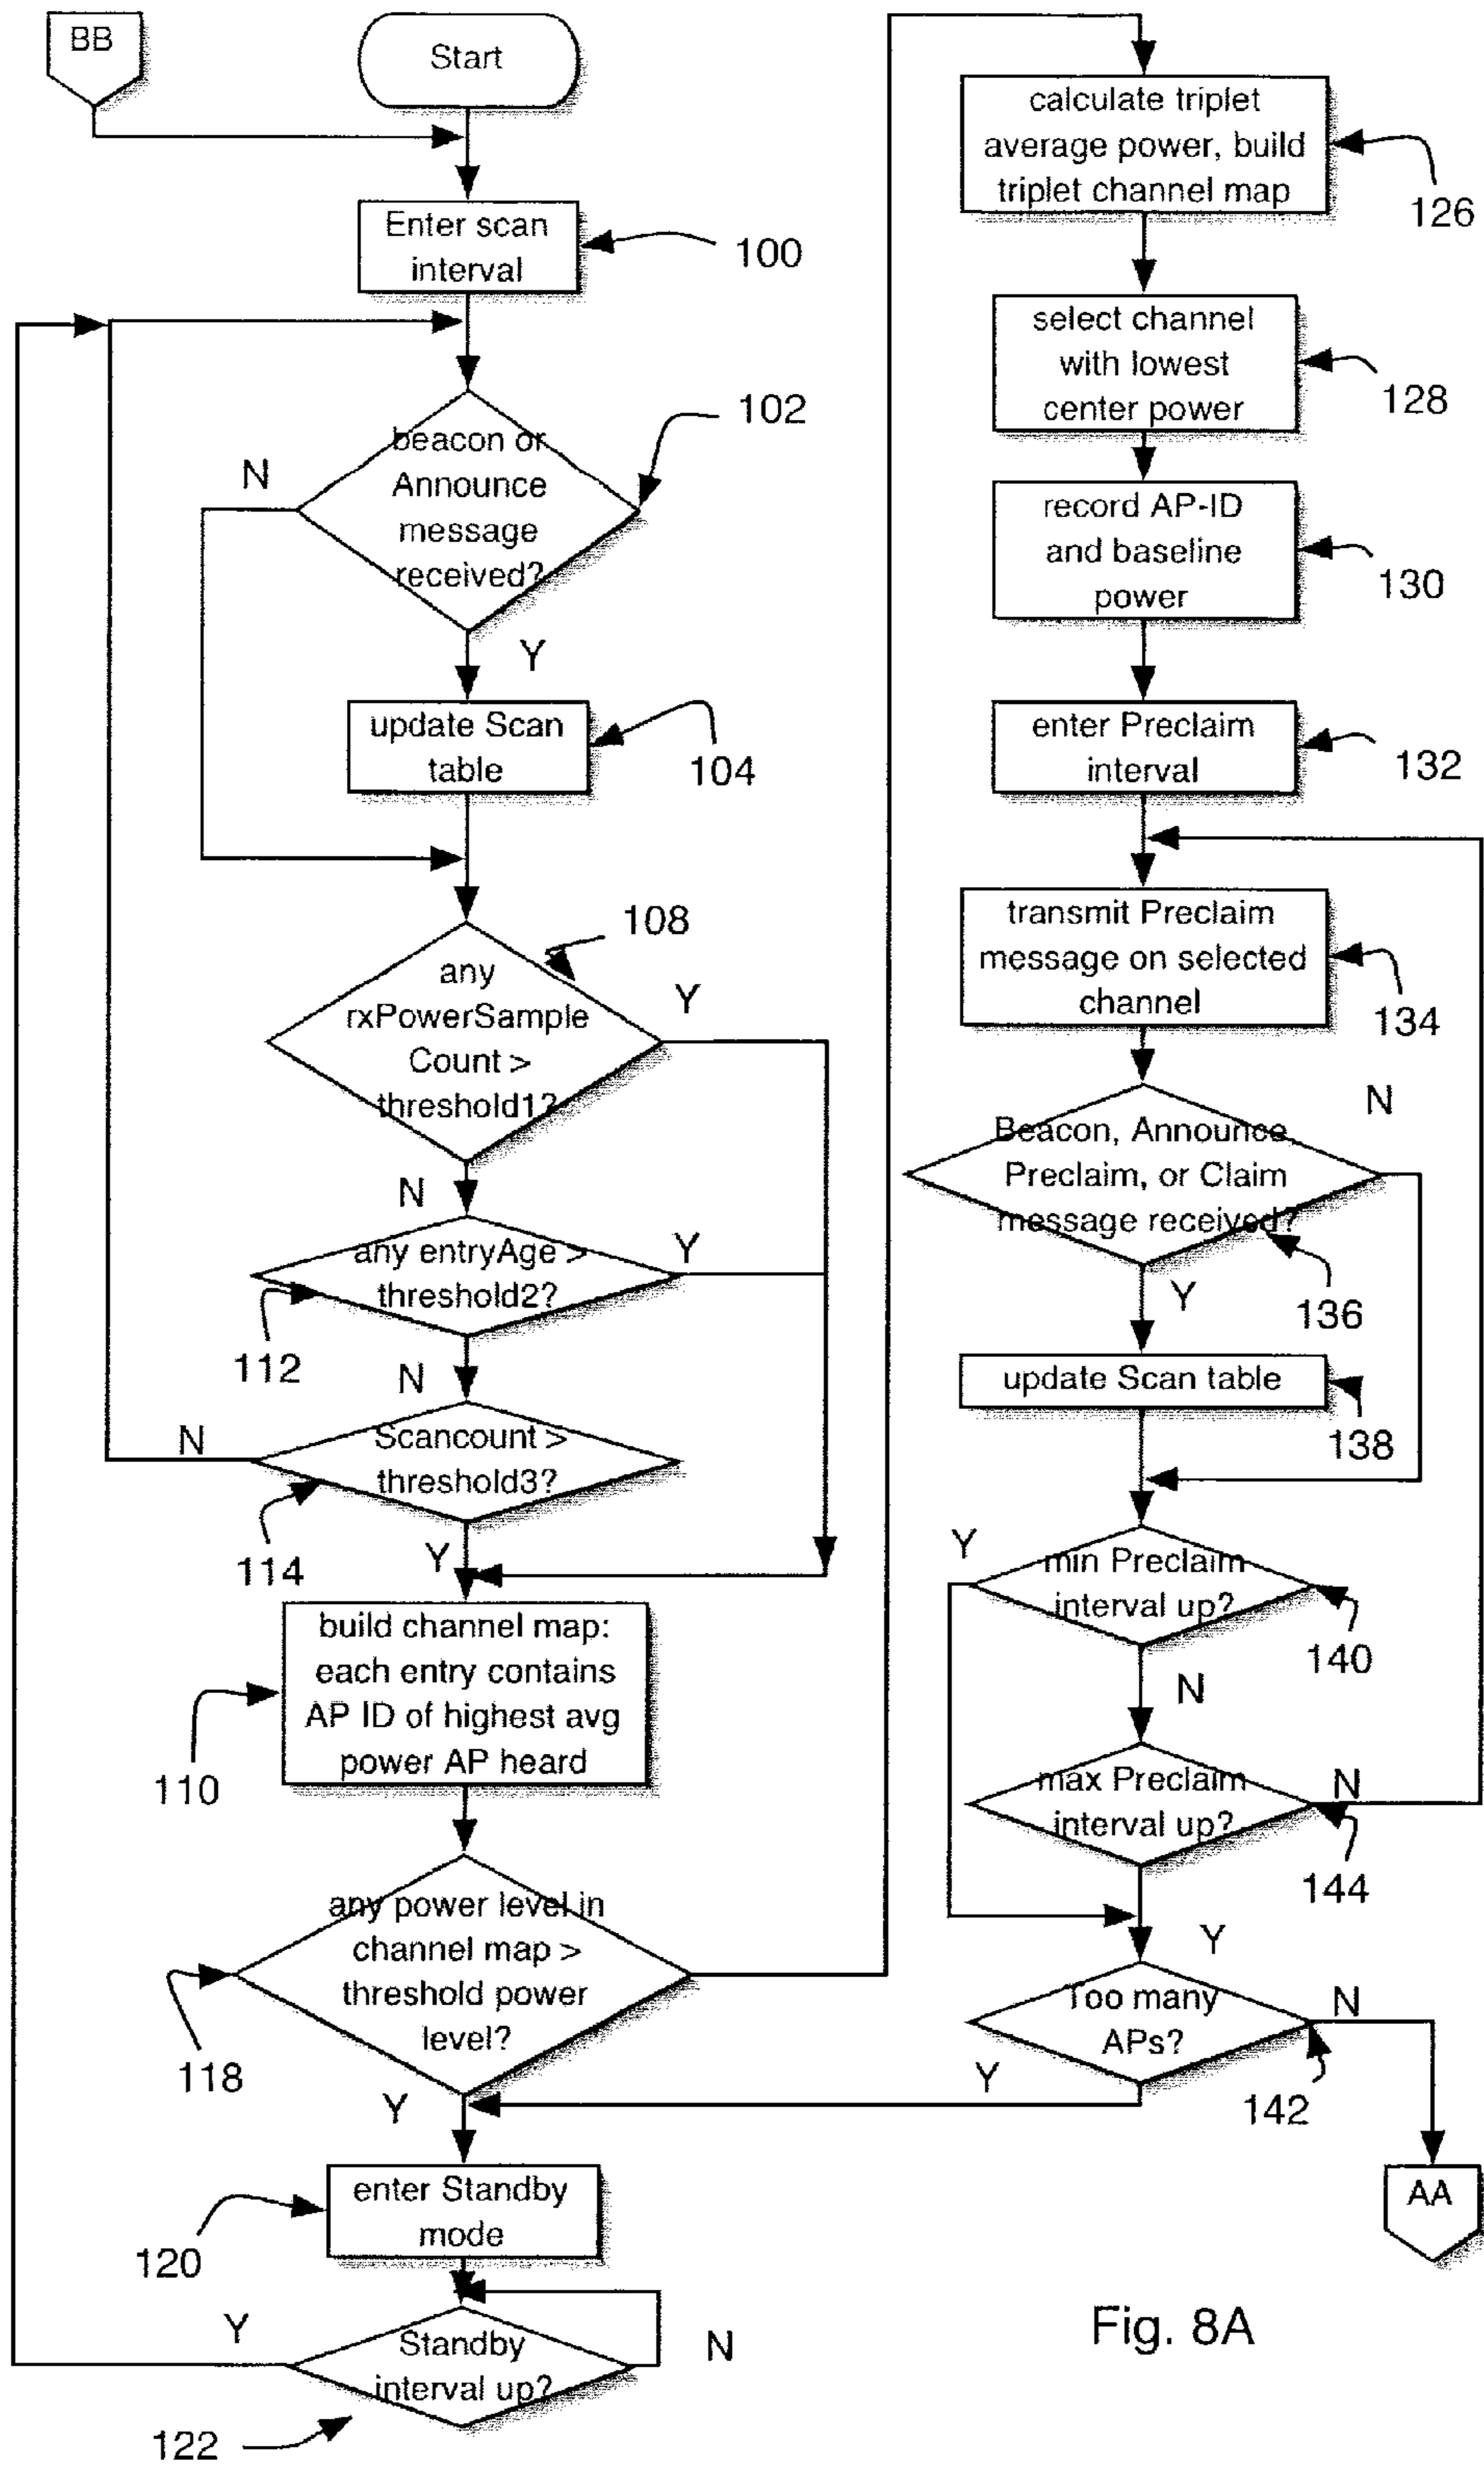 BB
Start
Enter scan
interval
100
beacon or
Announce
message
received?
102
N
Y
update Scan
table
104
any
rxPowerSample
Count >
threshold1?
108
Y
N
any entryAge >
threshold2?
Y
112
N
Scancount >
threshold3?
N
114
Y
build channel map:
each entry contains
AP ID of highest avg
power AP heard
110
any power level in
channel map >
threshold power
level?
118
Y
enter Standby
mode
120
Standby
interval up?
Y
N
122
calculate triplet
average power, build
triplet channel map
126
select channel
with lowest
center power
128
record AP-ID
and baseline
power
130
enter Preclaim
interval
132
transmit Preclaim
message on selected
channel
134
Beacon, Announce,
Preclaim, or Claim
message received?
N
136
Y
update Scan table
138
min Preclaim
interval up?
Y
140
N
max Preclaim
interval up?
N
144
Y
Too many
APs?
N
Y
142
AA
Fig. 8A